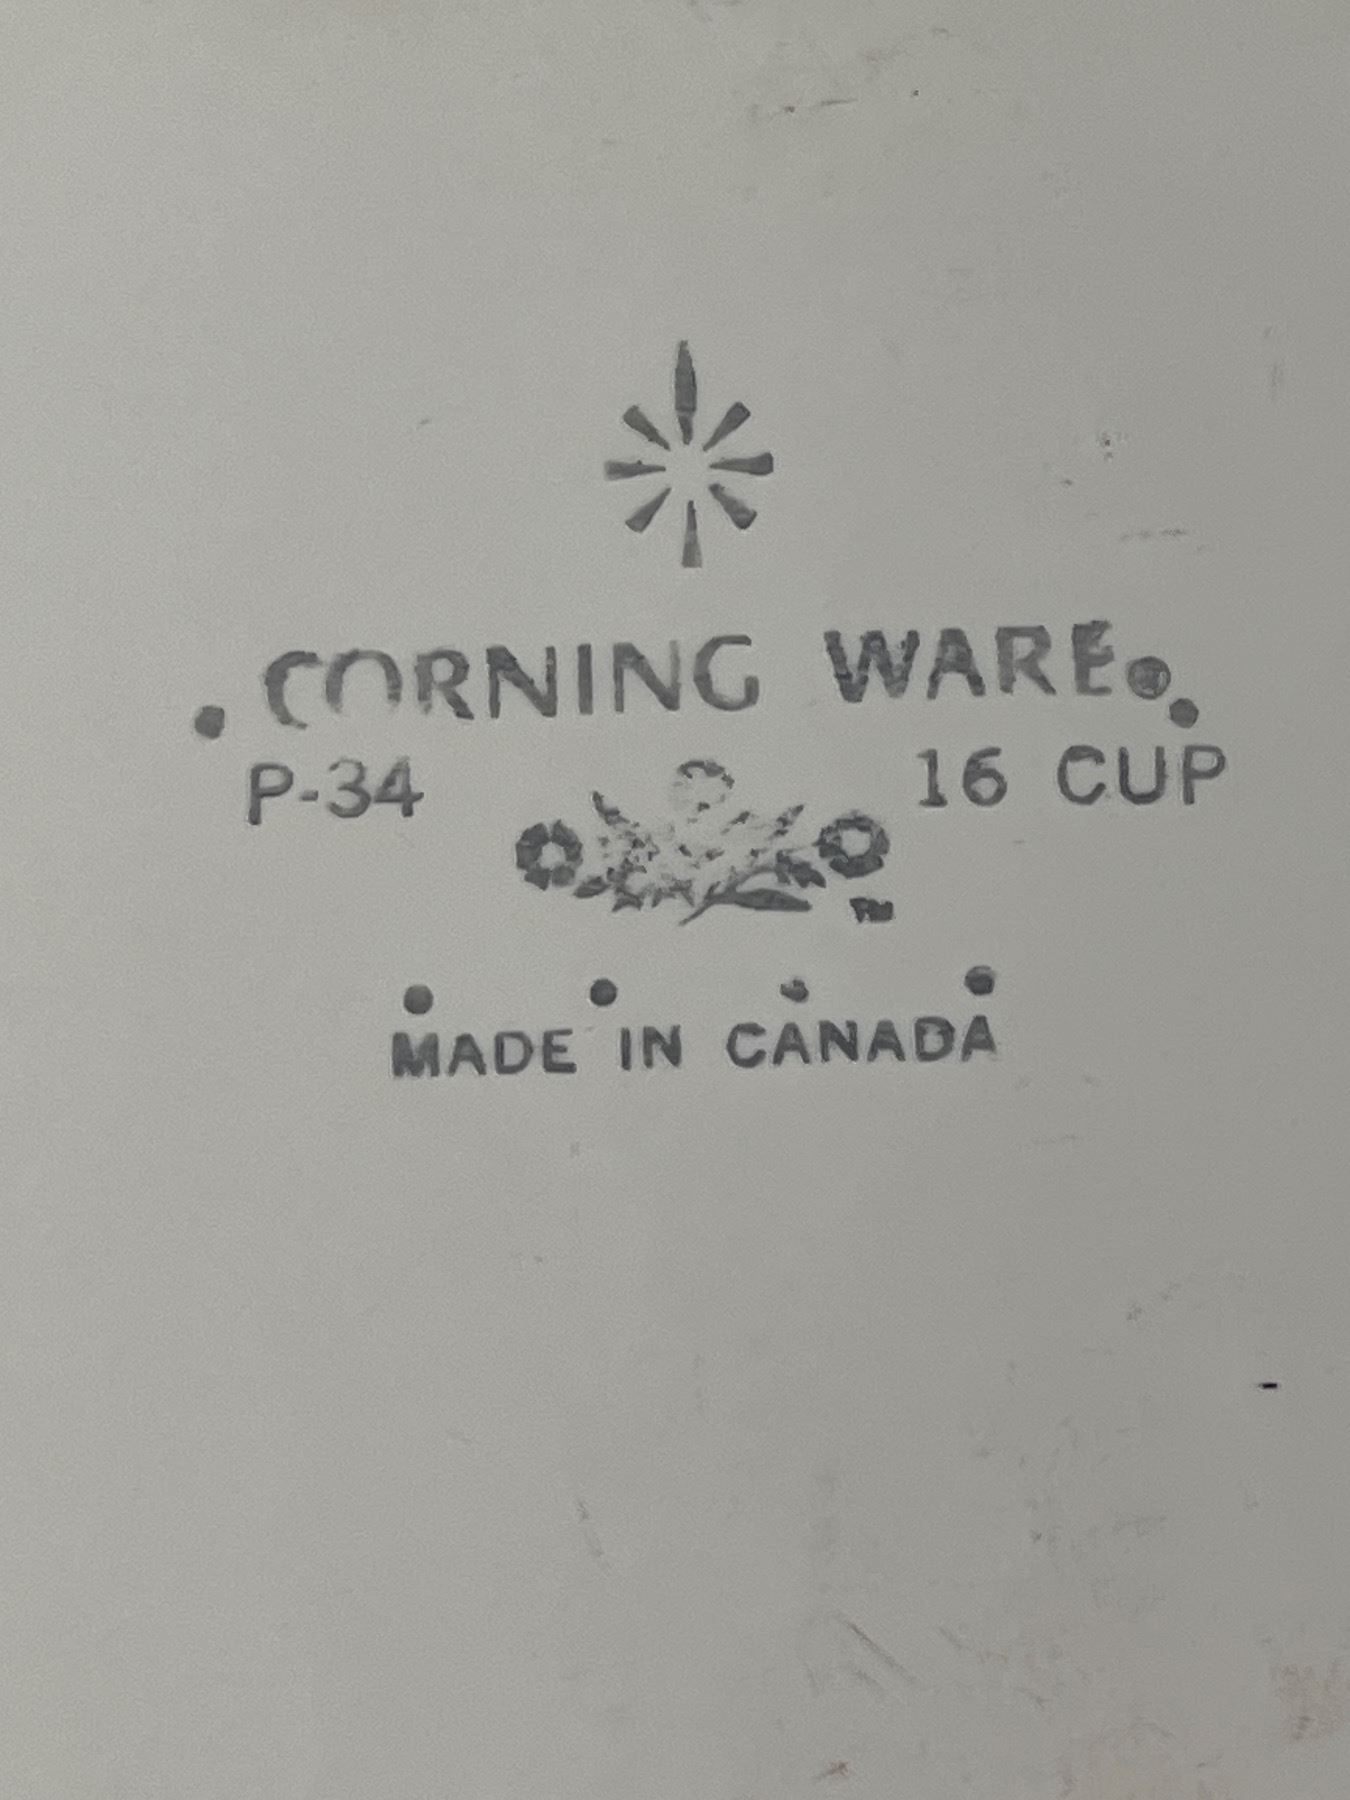 CORNING WARE®
P-34 16 CUP
TM
MADE IN CANADA